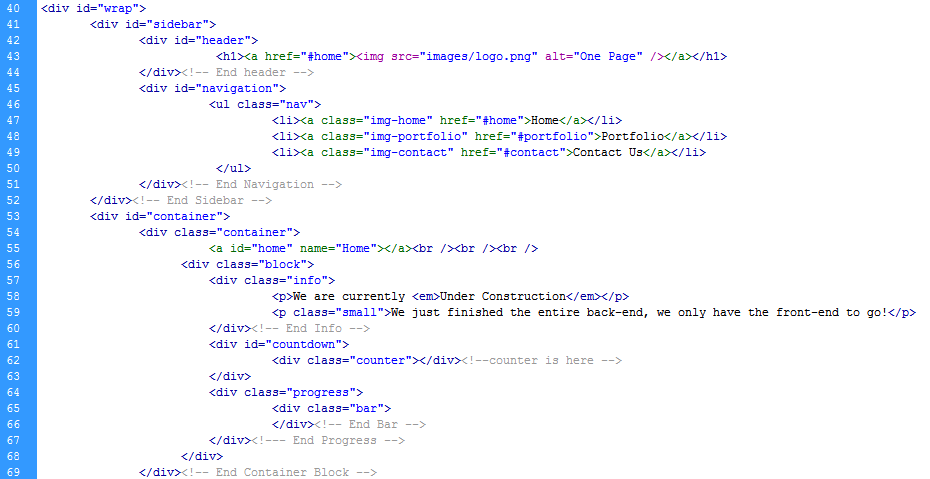 40 <div id="wrap">
41 <div id="sidebar">
42 <div id="header">
43 <h1><a href="#home"><img src="images/logo.png" alt="One Page" /></a></h1>
44 </div><!-- End header -->
45 <div id="navigation">
46 <ul class="nav">
47 <li><a class="img-home" href="#home">Home</a></li>
48 <li><a class="img-portfolio" href="#portfolio">Portfolio</a></li>
49 <li><a class="img-contact" href="#contact">Contact Us</a></li>
50 </ul>
51 </div><!-- End Navigation -->
52 </div><!-- End Sidebar -->
53 <div id="container">
54 <div class="container">
55 <a id="home" name="Home"></a><br /><br /><br />
56 <div class="block">
57 <div class="info">
58 <p>We are currently <em>Under Construction</em></p>
59 <p class="small">We just finished the entire back-end, we only have the front-end to go!</p>
60 </div><!-- End Info -->
61 <div id="countdown">
62 <div class="counter"></div><!--counter is here -->
63 </div>
64 <div class="progress">
65 <div class="bar">
66 </div><!-- End Bar -->
67 </div><!--- End Progress -->
68 </div>
69 </div><!-- End Container Block -->